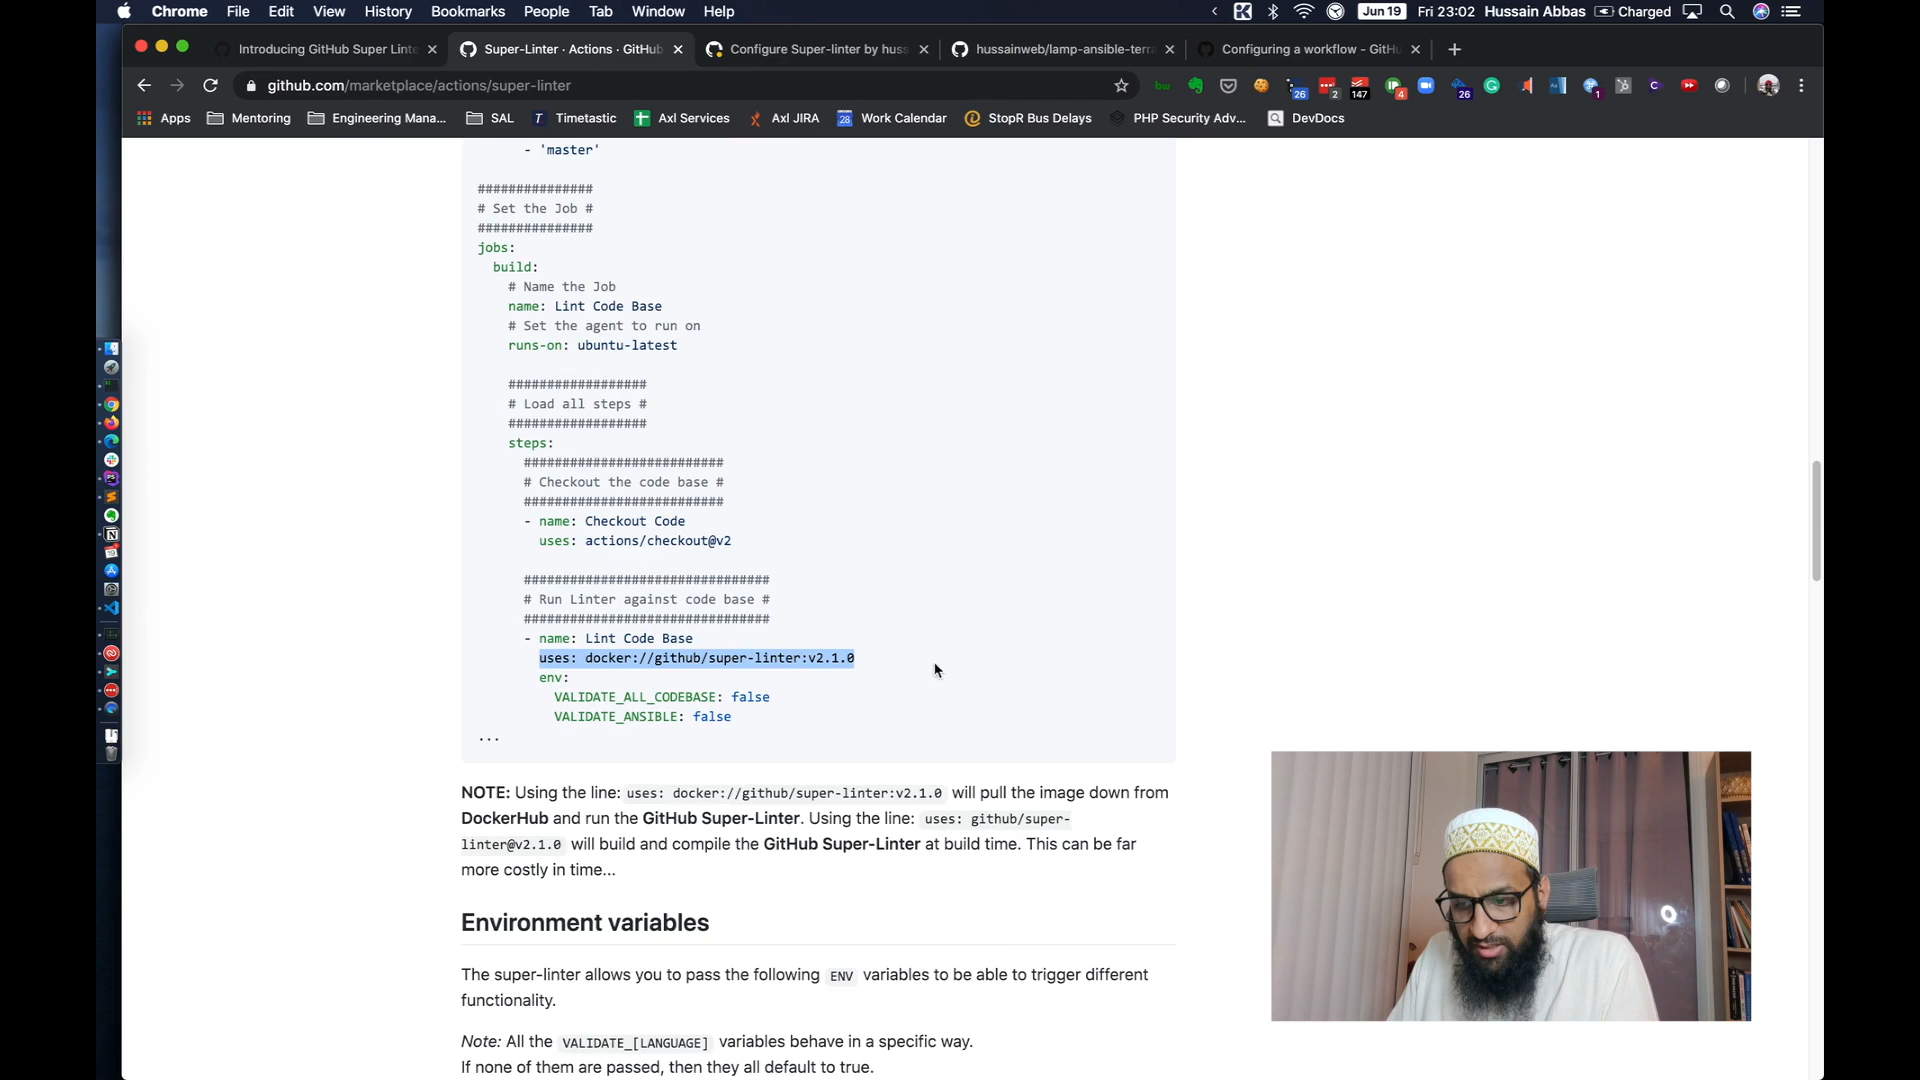 Chrome File Edit View History Bookmarks People Tab Window Help
Jun 19 Fri 23:02 Hussain Abbas Charged
Introducing GitHub Super Linte
Super-Linter · Actions · GitHub
Configure Super-linter by huss
hussainweb/lamp-ansible-terra
Configuring a workflow - GitHu
github.com/marketplace/actions/super-linter
26 2 147 4 26 1
Apps Mentoring Engineering Mana... SAL Timetastic Axl Services Axl JIRA 28 Work Calendar StopR Bus Delays PHP Security Adv... DevDocs
- 'master'
###############
# Set the Job #
###############
jobs:
build:
# Name the Job
name: Lint Code Base
# Set the agent to run on
runs-on: ubuntu-latest
##################
# Load all steps #
##################
steps:
##########################
# Checkout the code base #
##########################
- name: Checkout Code
uses: actions/checkout@v2
################################
# Run Linter against code base #
################################
- name: Lint Code Base
uses: docker://github/super-linter:v2.1.0
env:
VALIDATE_ALL_CODEBASE: false
VALIDATE_ANSIBLE: false
...
NOTE: Using the line: uses: docker://github/super-linter:v2.1.0 will pull the image down from
DockerHub and run the GitHub Super-Linter. Using the line: uses: github/super-
linter@v2.1.0 will build and compile the GitHub Super-Linter at build time. This can be far
more costly in time...
Environment variables
The super-linter allows you to pass the following ENV variables to be able to trigger different
functionality.
Note: All the VALIDATE_[LANGUAGE] variables behave in a specific way.
If none of them are passed, then they all default to true.